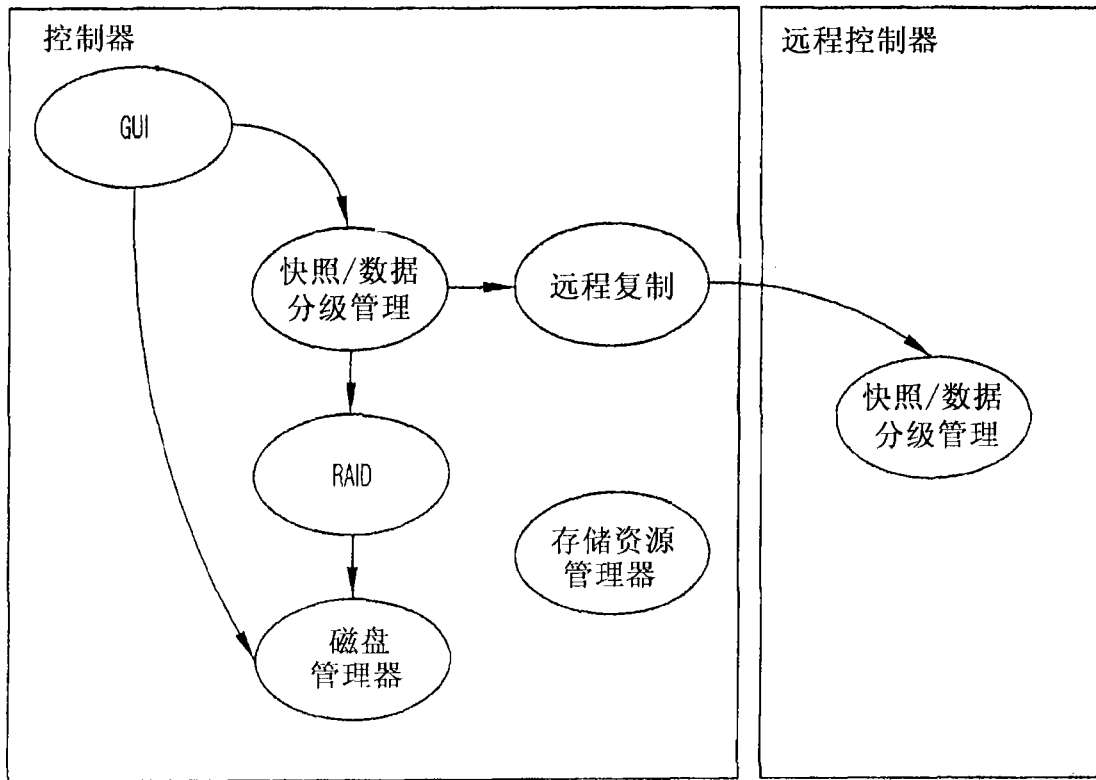 控制器
远程控制器
GUI
快照/数据
分级管理
远程复制
快照/数据
分级管理
RAID
存储资源
管理器
磁盘
管理器